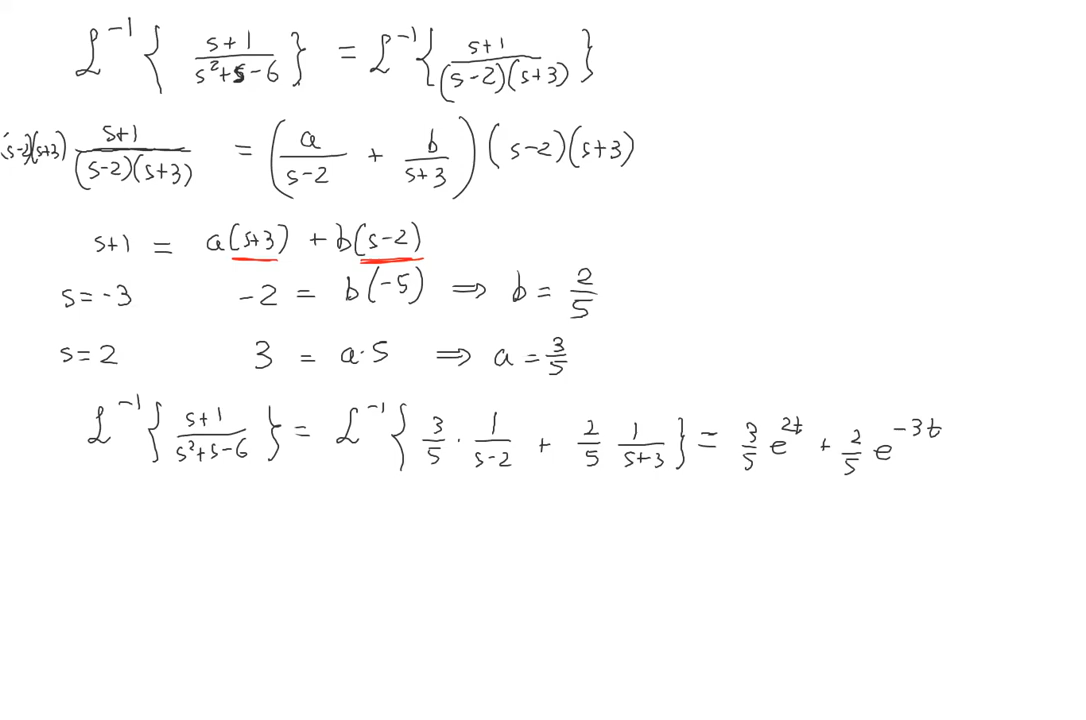 ℒ⁻¹{ (s+1)/(s²+s-6) } = ℒ⁻¹{ (s+1)/((s-2)(s+3)) }
(s-2)(s+3) (s+1)/((s-2)(s+3)) = ( a/(s-2) + b/(s+3) ) (s-2)(s+3)
s+1 = a(s+3) + b(s-2)
s=-3 -2 = b(-5) ⟹ b = 2/5
s=2 3 = a·5 ⟹ a = 3/5
ℒ⁻¹{ (s+1)/(s²+s-6) } = ℒ⁻¹{ 3/5 · 1/(s-2) + 2/5 1/(s+3) } = 3/5 e^{2t} + 2/5 e^{-3t}